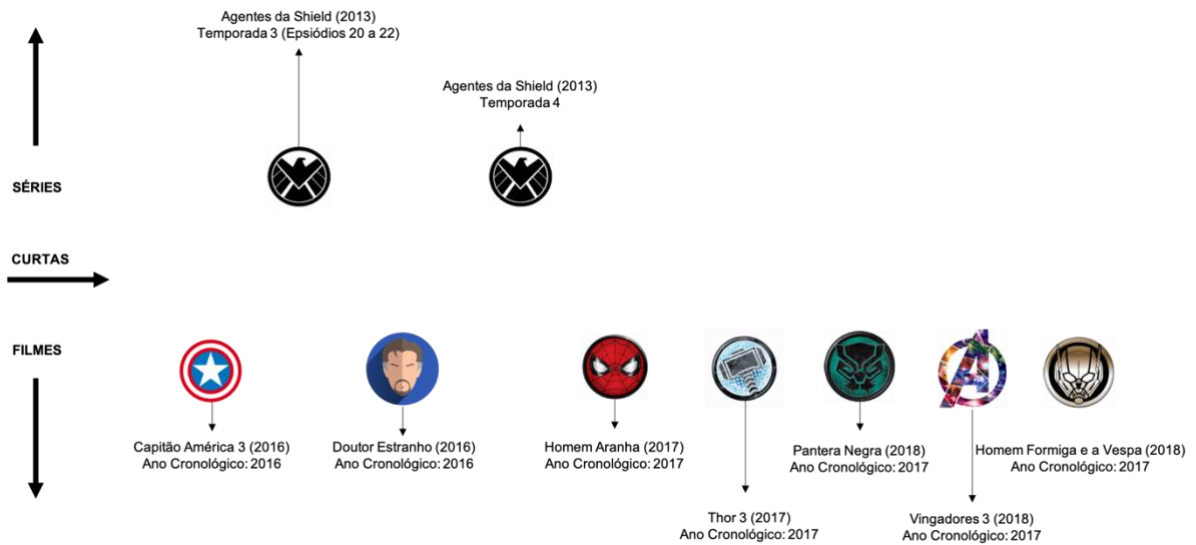 Agentes da Shield (2013)
Temporada 3 (Epsiódios 20 a 22)
Agentes da Shield (2013)
Temporada 4
SÉRIES
CURTAS
FILMES
Capitão América 3 (2016)
Ano Cronológico: 2016
Doutor Estranho (2016)
Ano Cronológico: 2016
Homem Aranha (2017)
Ano Cronológico: 2017
Thor 3 (2017)
Ano Cronológico: 2017
Pantera Negra (2018)
Ano Cronológico: 2017
Vingadores 3 (2018)
Ano Cronológico: 2017
Homem Formiga e a Vespa (2018)
Ano Cronológico: 2017